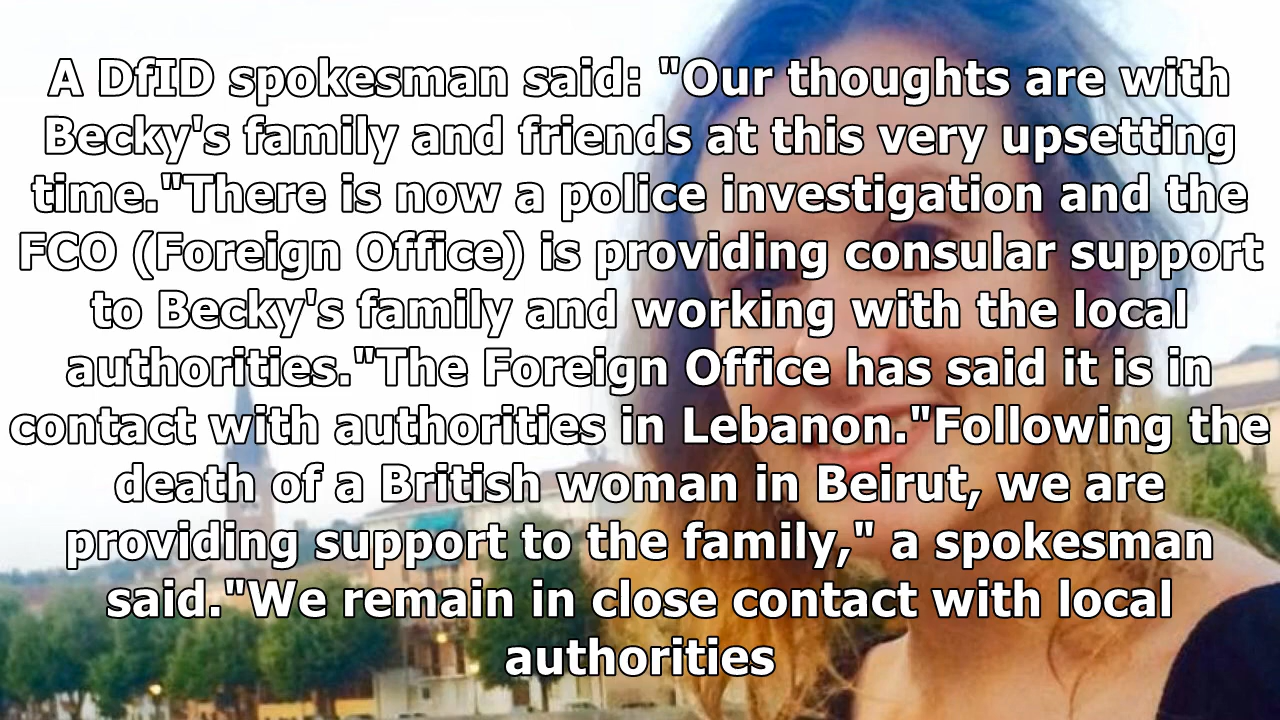 A DfID spokesman said: "Our thoughts are with
Becky's family and friends at this very upsetting
time."There is now a police investigation and the
FCO (Foreign Office) is providing consular support
to Becky's family and working with the local
authorities."The Foreign Office has said it is in
contact with authorities in Lebanon."Following the
death of a British woman in Beirut, we are
providing support to the family," a spokesman
said."We remain in close contact with local
authorities